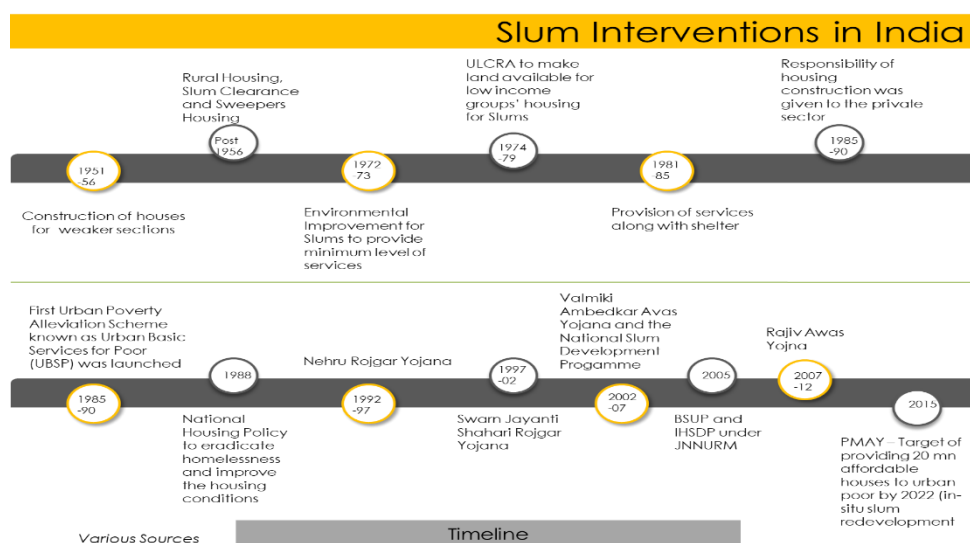 Slum Interventions in India
Rural Housing,
Slum Clearance
and Sweepers
Housing
ULCRA to make
land available for
low income
groups' housing
for Slums
Responsibility of
housing
construction was
given to the private
sector
1951
-56
Post
1956
1972
-73
1974
-79
1981
-85
1985
-90
Construction of houses
for weaker sections
Environmental
Improvement for
Slums to provide
minimum level of
services
Provision of services
along with shelter
First Urban Poverty
Alleviation Scheme
known as Urban Basic
Services for Poor
(UBSP) was launched
Nehru Rojgar Yojana
Valmiki
Ambedkar Avas
Yojana and the
National Slum
Development
Progamme
Rajiv Awas
Yojna
1985
-90
1988
1992
-97
1997
-02
2002
-07
2005
2007
-12
2015
National
Housing Policy
to eradicate
homelessness
and improve
the housing
conditions
Swarn Jayanti
Shahari Rojgar
Yojana
BSUP and
IHSDP under
JNNURM
PMAY – Target of
providing 20 mn
affordable
houses to urban
poor by 2022 (in-
situ slum
redevelopment
Various Sources
Timeline